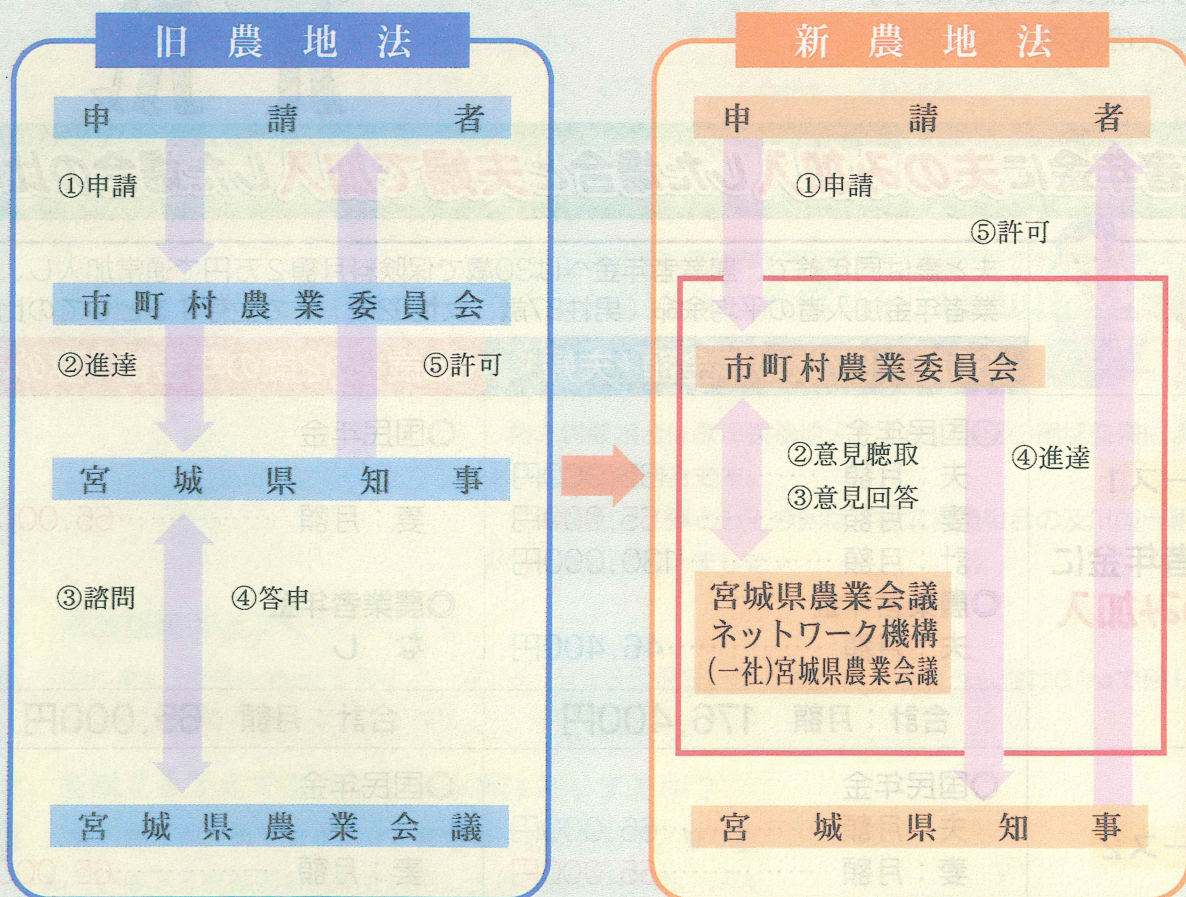 旧農地法
申請者
①申請
市町村農業委員会
②進達
⑤許可
宮城県知事
③諮問
④答申
宮城県農業会議
新農地法
申請者
①申請
⑤許可
市町村農業委員会
②意見聴取
③意見回答
④進達
宮城県農業会議
ネットワーク機構
(一社)宮城県農業会議
宮城県知事